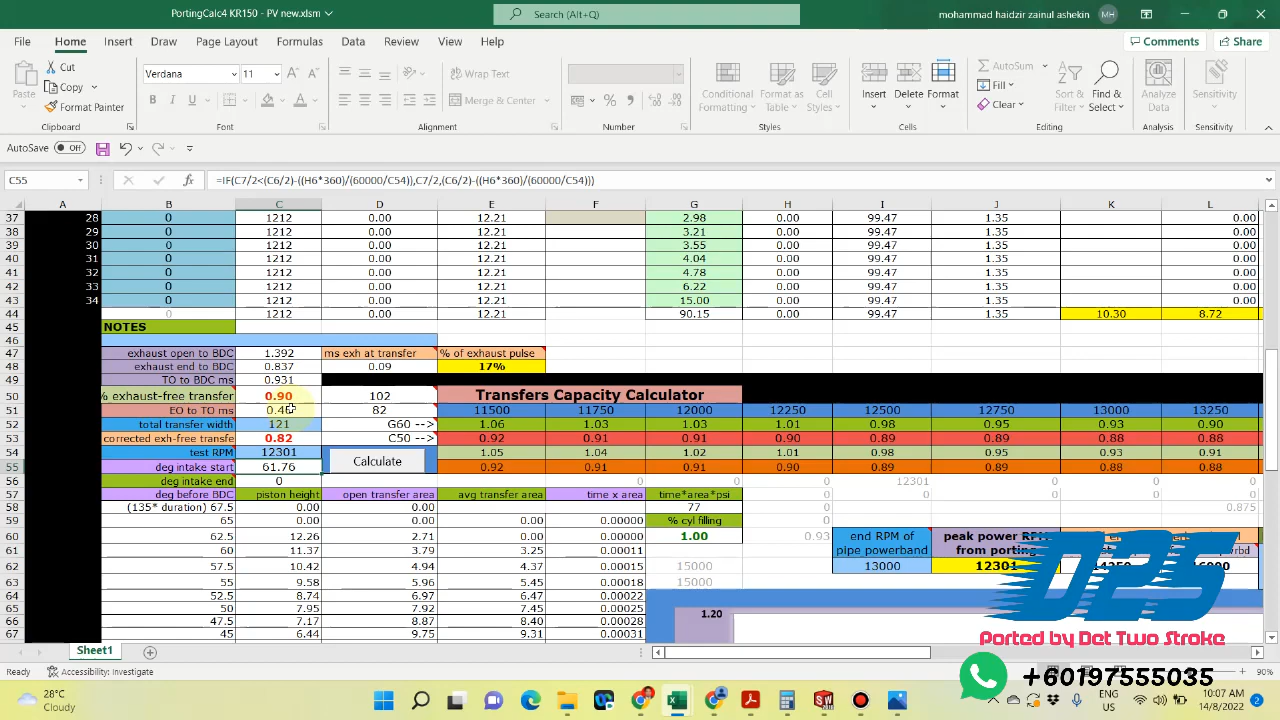 PortingCalc4 KR150 - PV new.xlsm
Search (Alt+Q)
mohammad haidzir zainul ashekin MH
File Home Insert Draw Page Layout Formulas Data Review View Help
Comments Share
Paste Cut Copy Format Painter
Clipboard
Verdana 11
Font
Wrap Text
Merge & Center
Alignment
Number
Conditional Formatting Format as Table Cell Styles
Styles
Insert Delete Format
Cells
AutoSum Fill Clear
Sort & Filter Find & Select
Editing
Analyze Data
Analysis
Sensitivity
Sensitivity
AutoSave Off
C55 fx =IF(C7/2<(C6/2)-((H6*360)/(60000/C54)),C7/2,(C6/2)-((H6*360)/(60000/C54)))
A B C D E F G H I J K L
37 28 0 1212 0.00 12.21 2.98 0.00 99.47 1.35 0.00
38 29 0 1212 0.00 12.21 3.21 0.00 99.47 1.35 0.00
39 30 0 1212 0.00 12.21 3.55 0.00 99.47 1.35 0.00
40 31 0 1212 0.00 12.21 4.04 0.00 99.47 1.35 0.00
41 32 0 1212 0.00 12.21 4.78 0.00 99.47 1.35 0.00
42 33 0 1212 0.00 12.21 6.22 0.00 99.47 1.35 0.00
43 34 0 1212 0.00 12.21 15.00 0.00 99.47 1.35 0.00
44 0 1212 0.00 12.21 90.15 0.00 99.47 1.35 10.30 8.72
45 NOTES
46
47 exhaust open to BDC 1.392 ms exh at transfer % of exhaust pulse
48 exhaust end to BDC 0.837 0.09 17%
49 TO to BDC ms 0.931
50 % exhaust-free transfer 0.90 102 Transfers Capacity Calculator
51 EO to TO ms 82 11500 11750 12000 12250 12500 12750 13000 13250
52 total transfer width 121 G60 --> 1.06 1.03 1.03 1.01 0.99 0.98 0.95 0.94
53 corrected exh-free transfe 0.82 C50 --> 0.92 0.91 0.91 0.90 0.89 0.89 0.88 0.88
54 test RPM 12301 Calculate 1.05 1.04 1.02 1.01 0.99 0.98 0.95 0.94
55 deg intake start 61.76 0.92 0.91 0.91 0.90 0.89 0.89 0.88 0.88
56 deg intake end 0 0 0 0 0 12301 0 0 0
57 deg before BDC piston height open transfer area avg transfer area time x area time*area*psi 0 0
58 (135* duration) 67.5 0.00 0.00 77 0 0.875
59 65 0.00 0.00 0.00 0.00000 % cyl filling 0
60 62.5 12.26 2.71 0.00 0.00000 1.00 0.93 end RPM of peak power RPM
61 60 11.37 3.79 3.25 0.00011 pipe powerband from porting
62 57.5 10.42 4.94 4.37 0.00015 15000 13000 12301
63 55 9.58 5.96 5.45 0.00018 15000
64 52.5 8.74 6.97 6.47 0.00022
65 50 7.95 7.92 7.45 0.00025
66 47.5 7.17 8.87 8.40 0.00028 1.20
67 45 6.44 9.75 9.31 0.00031
DPS
Ported by Det Two Stroke
+60197555035
Sheet1
Ready Accessibility: Investigate 90%
28°C
Cloudy
ENG
US
10:07 AM
14/8/2022